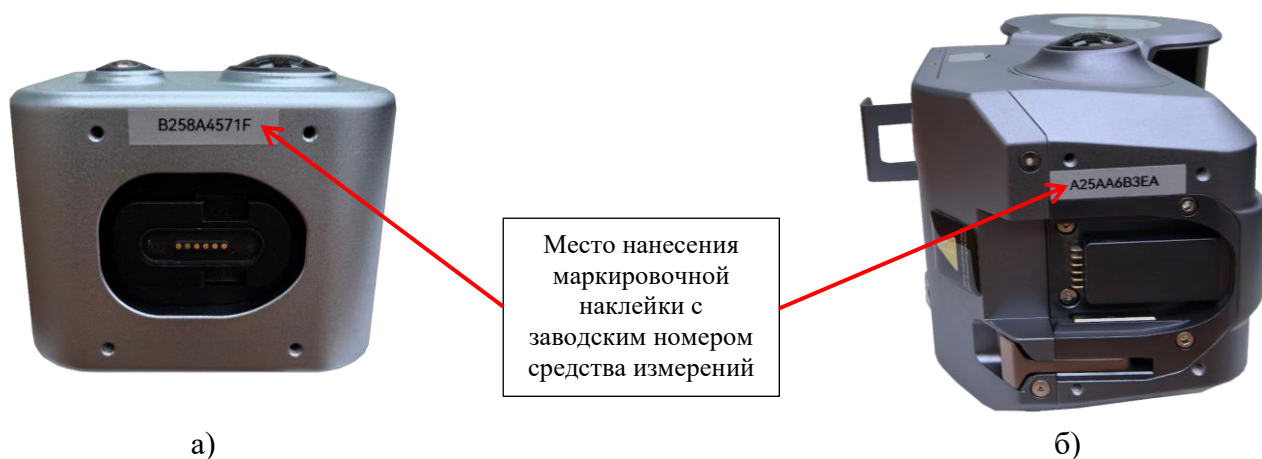 B258A4571F
A25AA6B3EA
Место нанесения
маркировочной
наклейки с
заводским номером
средства измерений
а)
б)